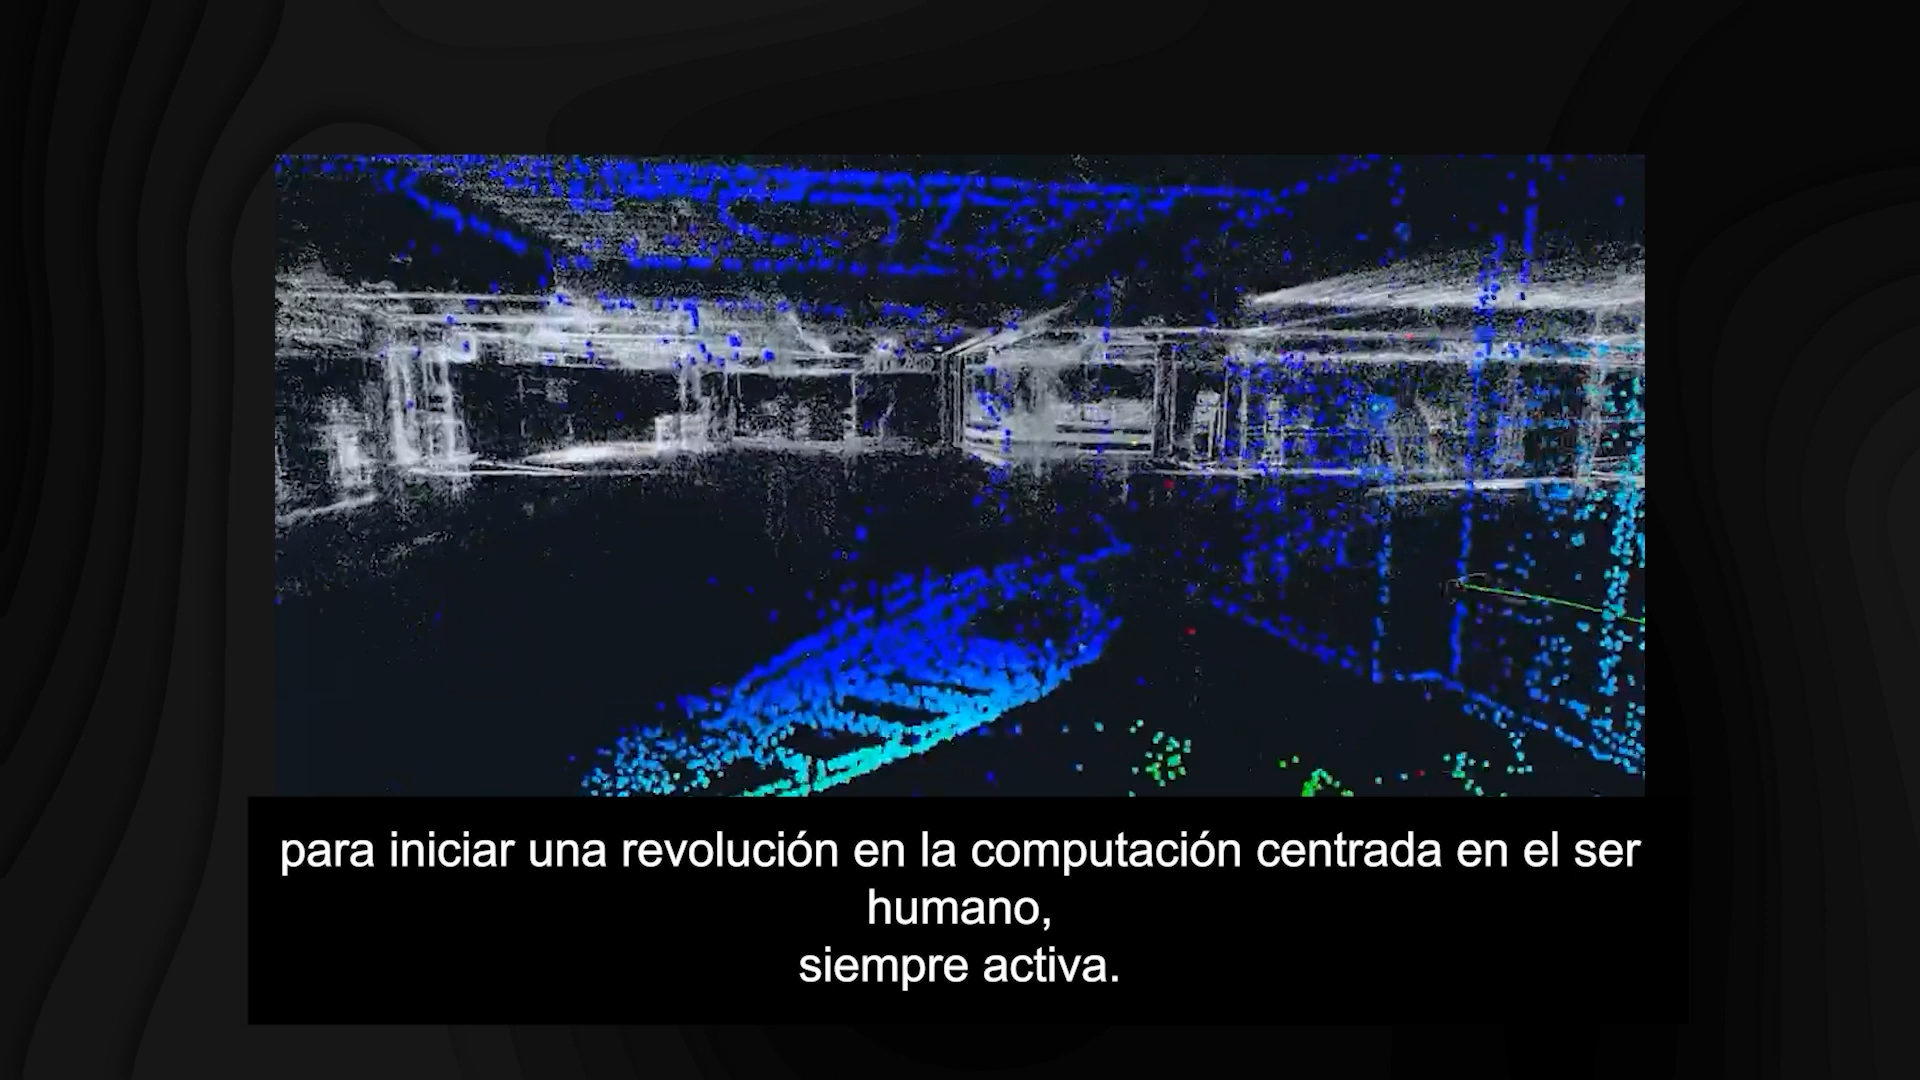 para iniciar una revolución en la computación centrada en el ser
humano,
siempre activa.